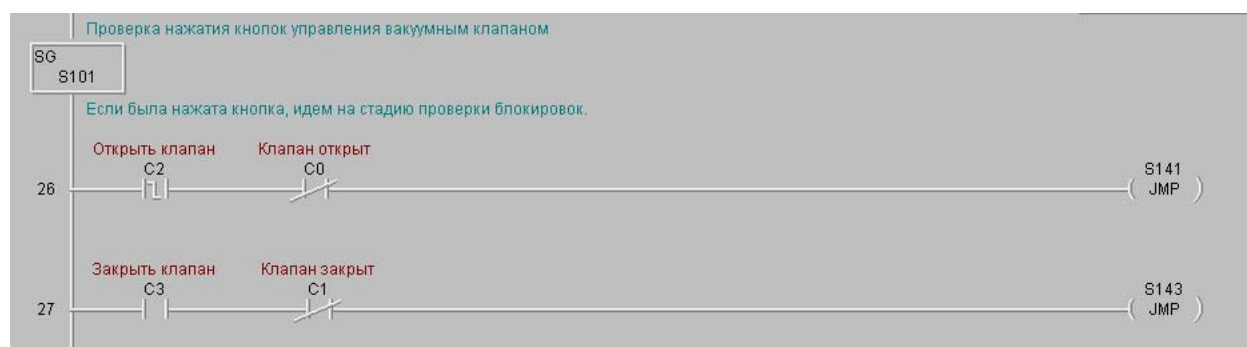 Проверка нажатия кнопок управления вакуумным клапаном
SG
S101
Если была нажата кнопка, идем на стадию проверки блокировок.
Открыть клапан Клапан открыт
C2 C0 S141
26 JMP
Закрыть клапан Клапан закрыт
C3 C1 S143
27 JMP